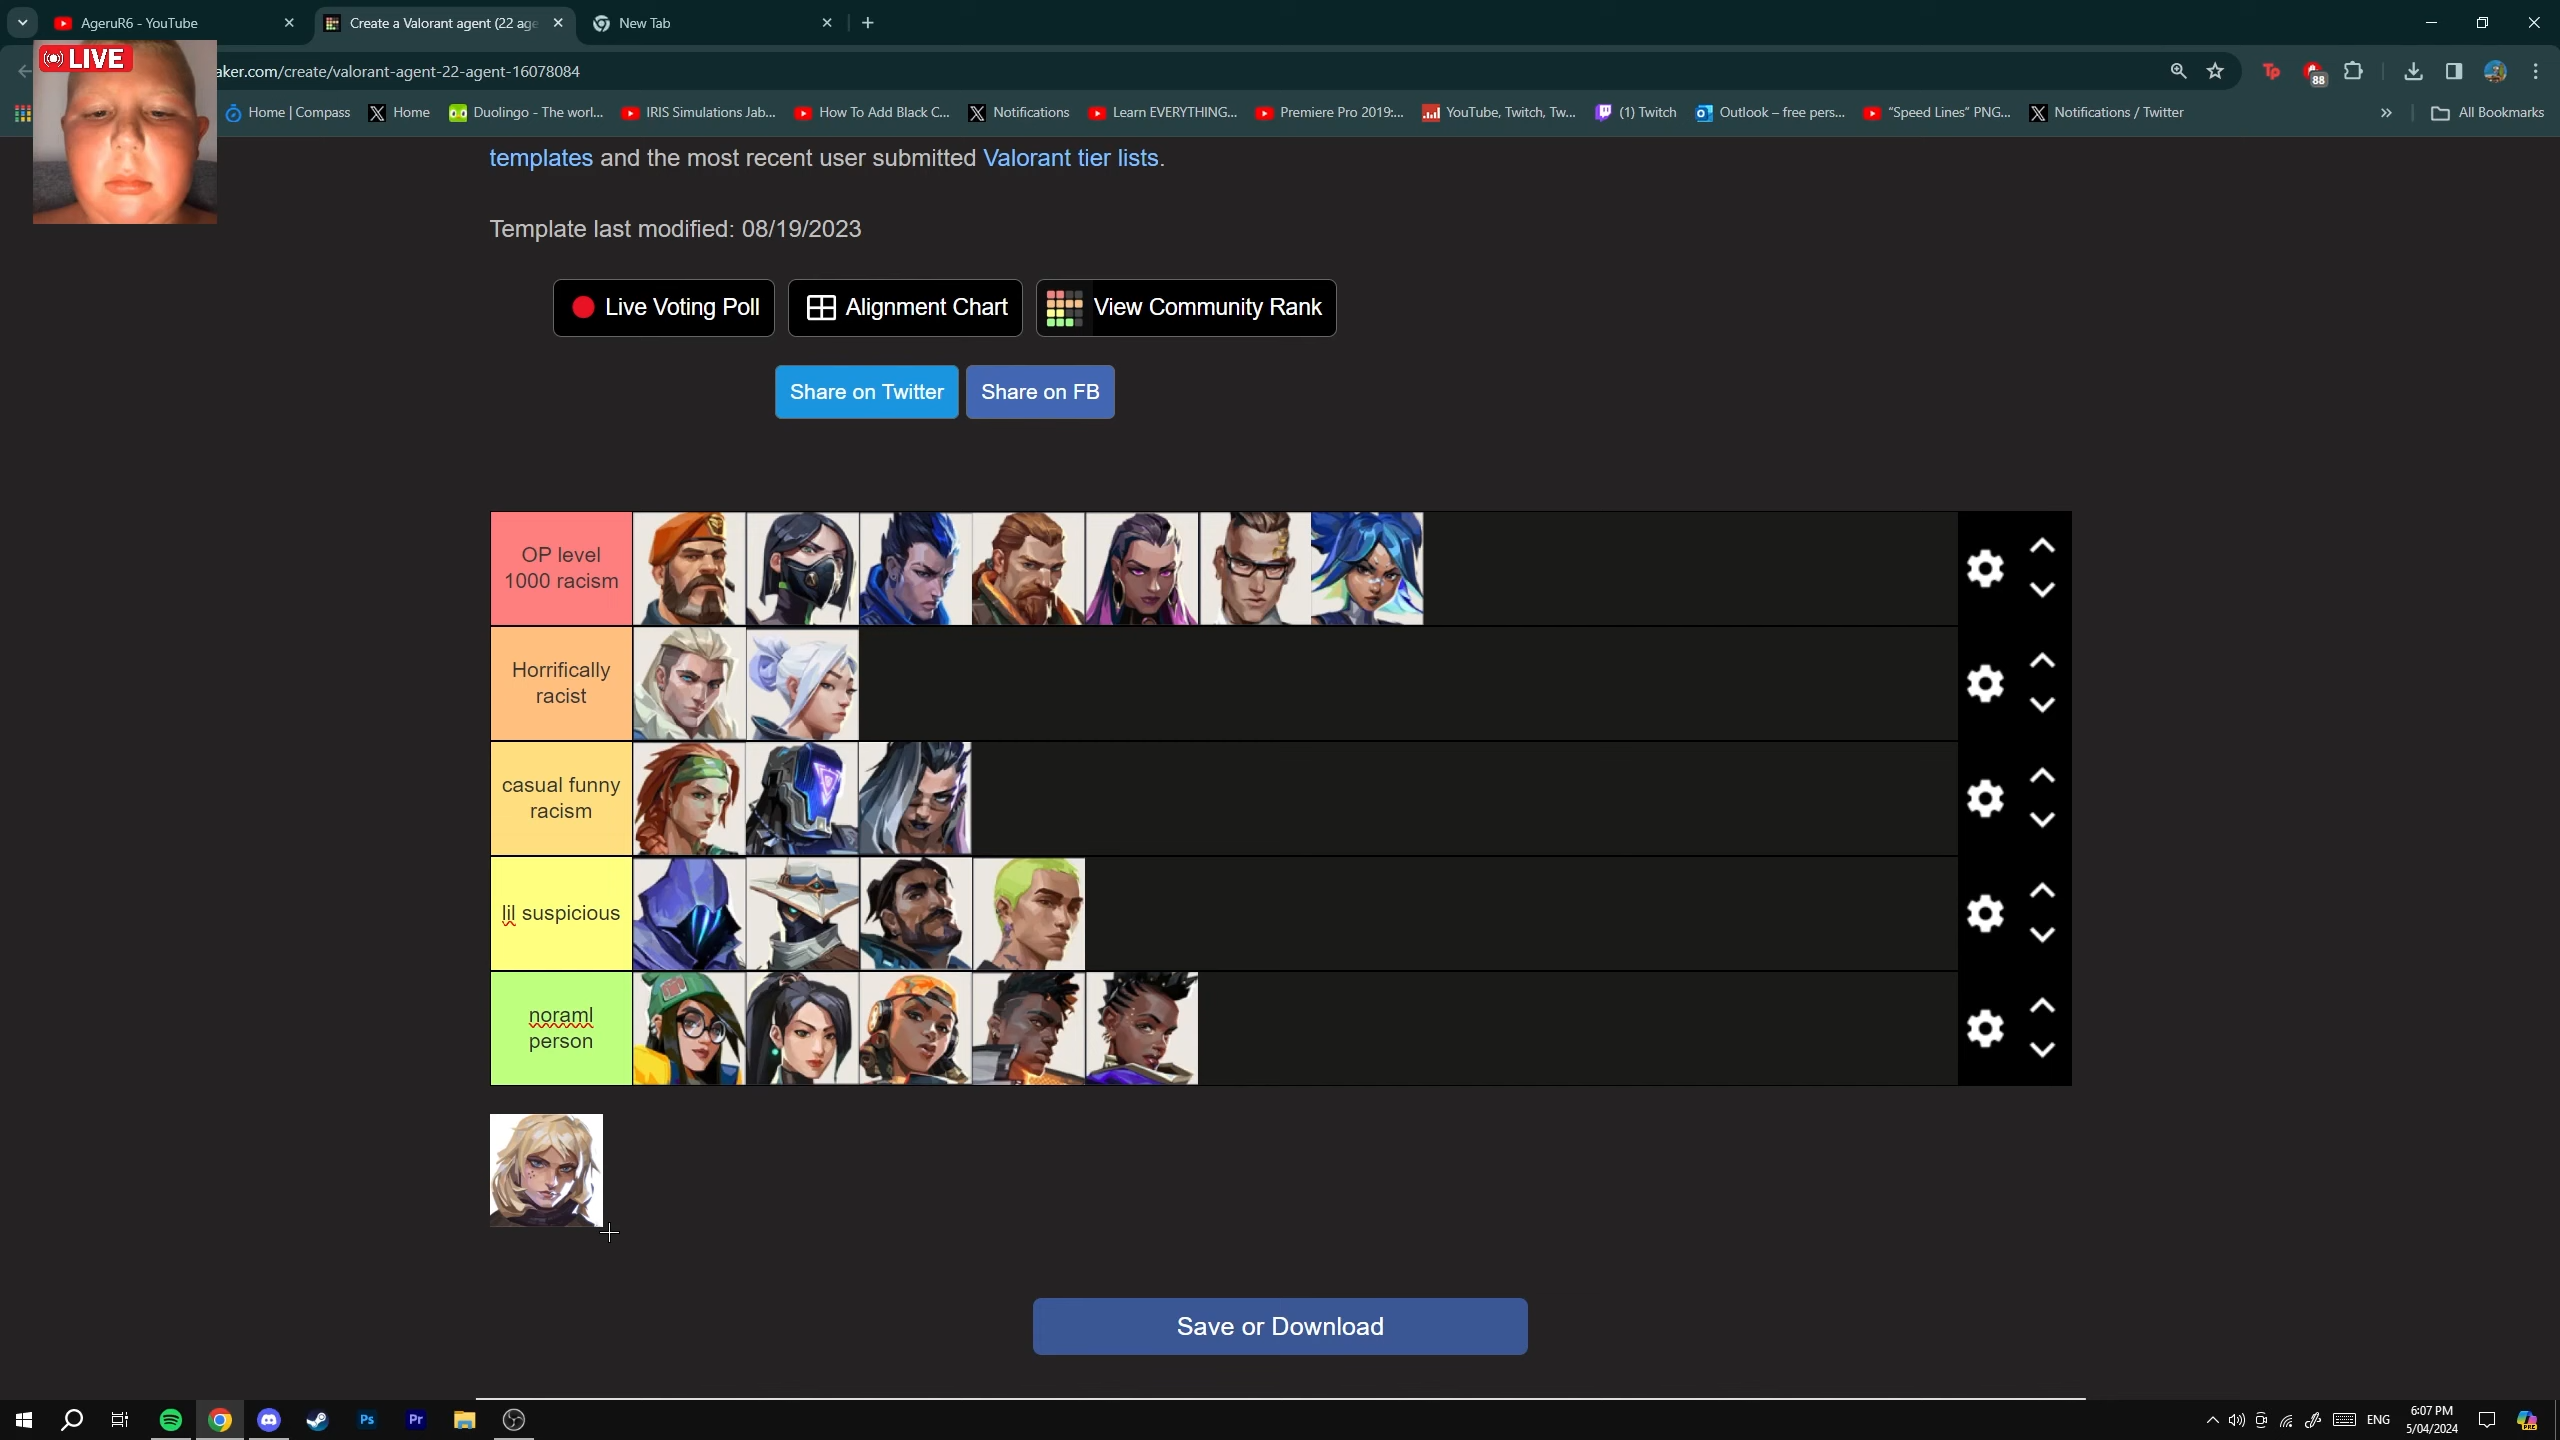 AgeruR6 - YouTube
Create a Valorant agent (22 age
New Tab
LIVE
aker.com/create/valorant-agent-22-agent-16078084
Tp
88
Home | Compass
Home
Duolingo - The worl...
IRIS Simulations Jab...
How To Add Black C...
Notifications
Learn EVERYTHING...
Premiere Pro 2019:...
YouTube, Twitch, Tw...
(1) Twitch
Outlook – free pers...
“Speed Lines” PNG...
Notifications / Twitter
»
All Bookmarks
templates and the most recent user submitted Valorant tier lists.
Template last modified: 08/19/2023
Live Voting Poll
Alignment Chart
View Community Rank
Share on Twitter
Share on FB
OP level
1000 racism
Horrifically
racist
casual funny
racism
lil suspicious
noraml
person
Save or Download
Ps
Pr
ENG
6:07 PM
5/04/2024
PRE